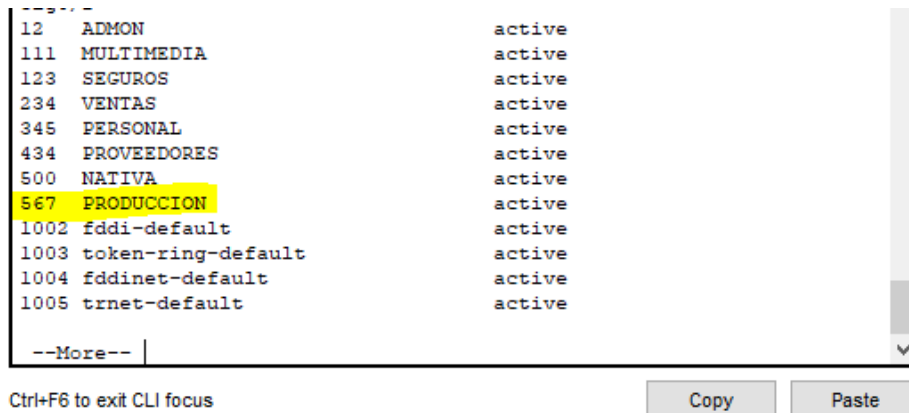 12 ADMON active
111 MULTIMEDIA active
123 SEGUROS active
234 VENTAS active
345 PERSONAL active
434 PROVEEDORES active
500 NATIVA active
567 PRODUCCION active
1002 fddi-default active
1003 token-ring-default active
1004 fddinet-default active
1005 trnet-default active
--More--
Ctrl+F6 to exit CLI focus Copy Paste